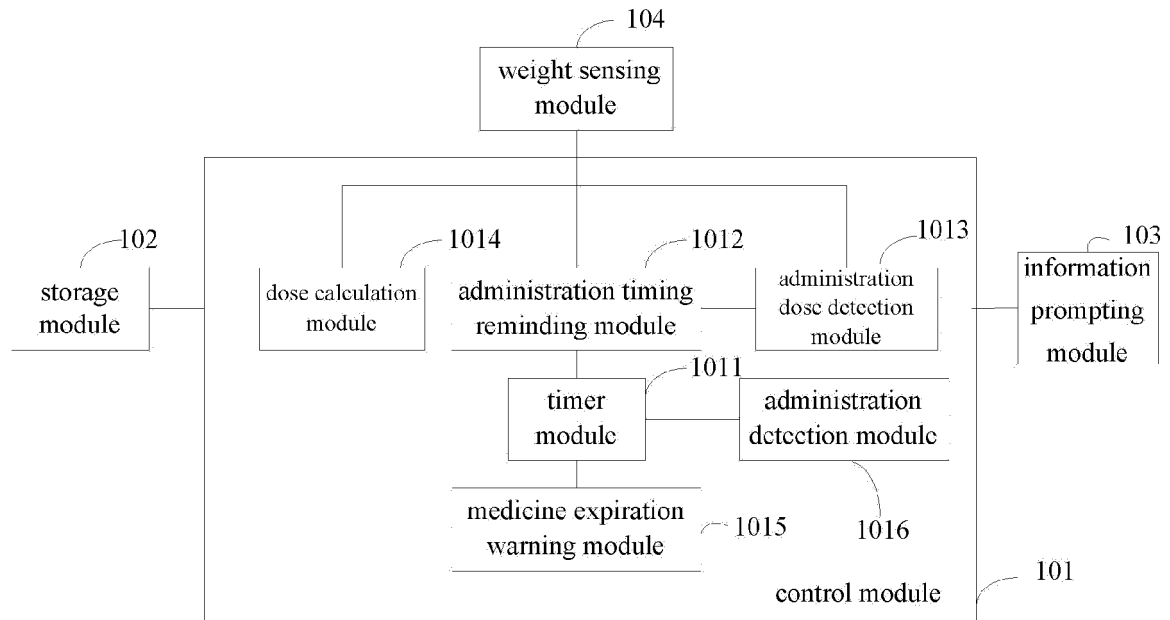 104
weight sensing
module
102
1014
1012
1013
103
storage
module
dose calculation
module
administration timing
reminding module
administration
dose detection
module
information
prompting
module
1011
timer
module
administration
detection module
medicine expiration
warning module
1015
1016
control module
101